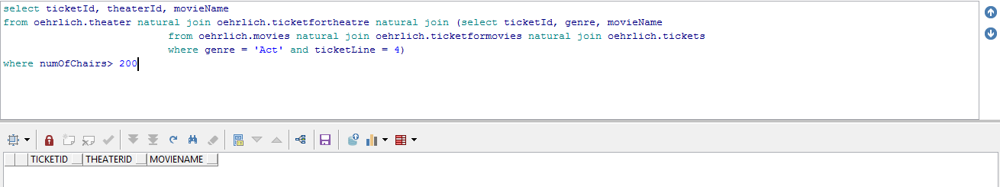 select ticketId, theaterId, movieName
from oehrlich.theater natural join oehrlich.ticketfortheatre natural join (select ticketId, genre, movieName
from oehrlich.movies natural join oehrlich.ticketformovies natural join oehrlich.tickets
where genre = 'Act' and ticketLine = 4)
where numOfChairs> 200
TICKETID THEATERID MOVIENAME